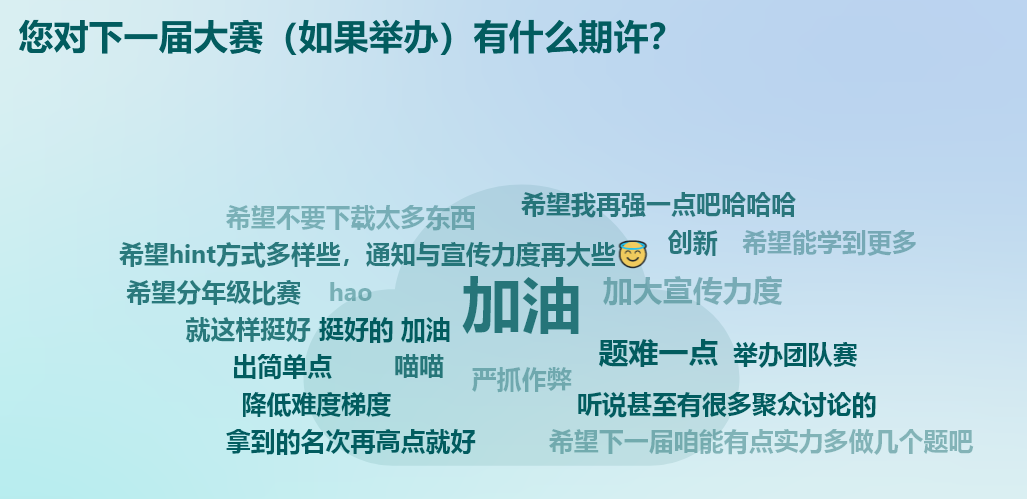 您对下一届大赛（如果举办）有什么期许？
希望我再强一点吧哈哈哈
希望不要下载太多东西
创新
希望能学到更多
希望hint方式多样些，通知与宣传力度再大些😇
希望分年级比赛
hao
加油
加大宣传力度
就这样挺好
挺好的 加油
题难一点
举办团队赛
出简单点
喵喵
严抓作弊
降低难度梯度
听说甚至有很多聚众讨论的
拿到的名次再高点就好
希望下一届咱能有点实力多做几个题吧